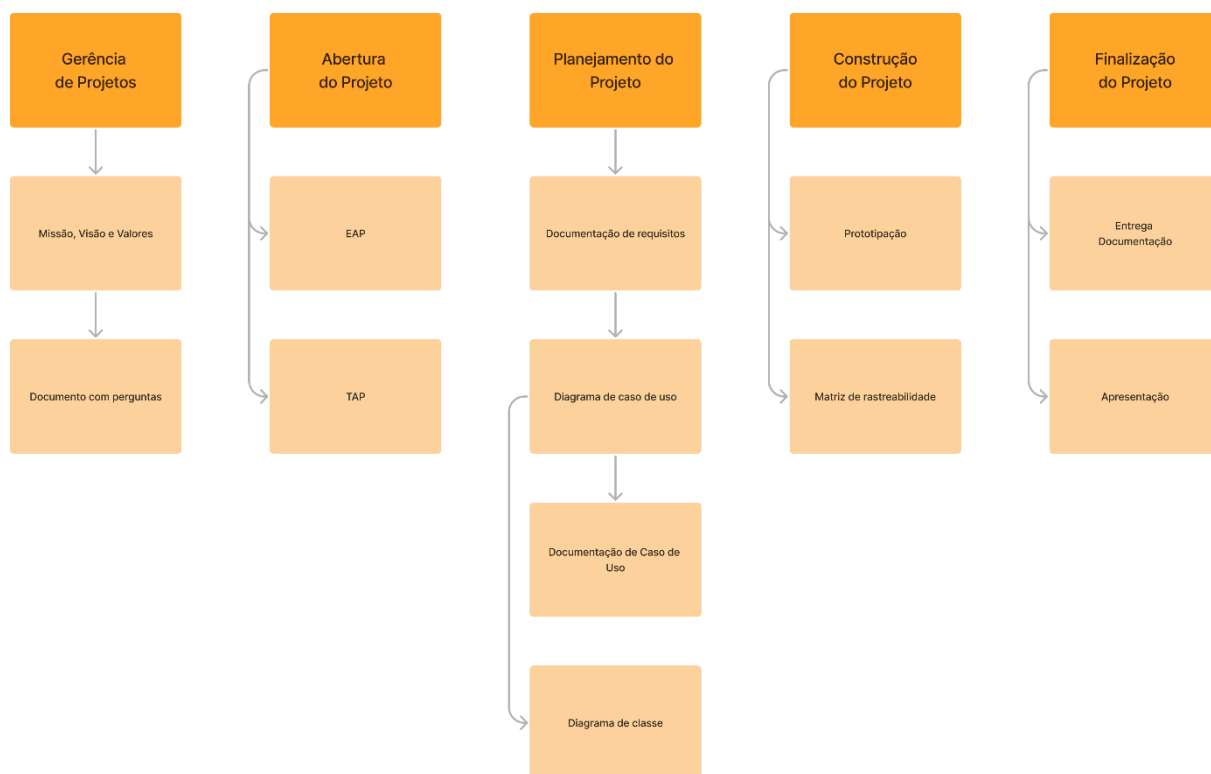 Gerência
de Projetos
Abertura
do Projeto
Planejamento do
Projeto
Construção
do Projeto
Finalização
do Projeto
Missão, Visão e Valores
EAP
Documentação de requisitos
Prototipação
Entrega
Documentação
Documento com perguntas
TAP
Diagrama de caso de uso
Matriz de rastreabilidade
Apresentação
Documentação de Caso de
Uso
Diagrama de classe